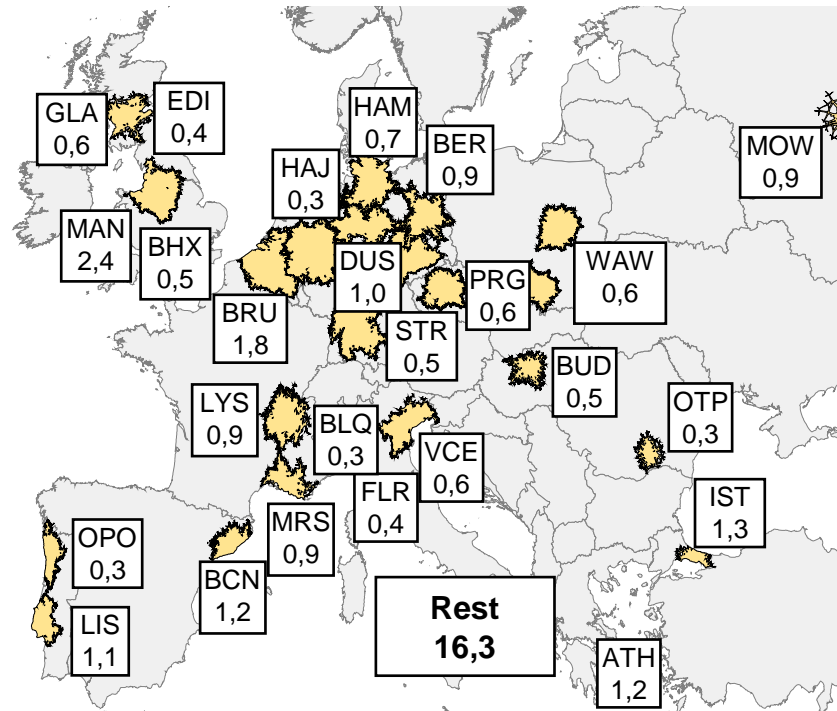 GLA
0,6
EDI
0,4
HAM
0,7
BER
0,9
MOW
0,9
HAJ
0,3
MAN
2,4
BHX
0,5
DUS
1,0
PRG
0,6
WAW
0,6
BRU
1,8
STR
0,5
BUD
0,5
LYS
0,9
BLQ
0,3
VCE
0,6
OTP
0,3
FLR
0,4
IST
1,3
MRS
0,9
OPO
0,3
BCN
1,2
LIS
1,1
Rest
16,3
ATH
1,2